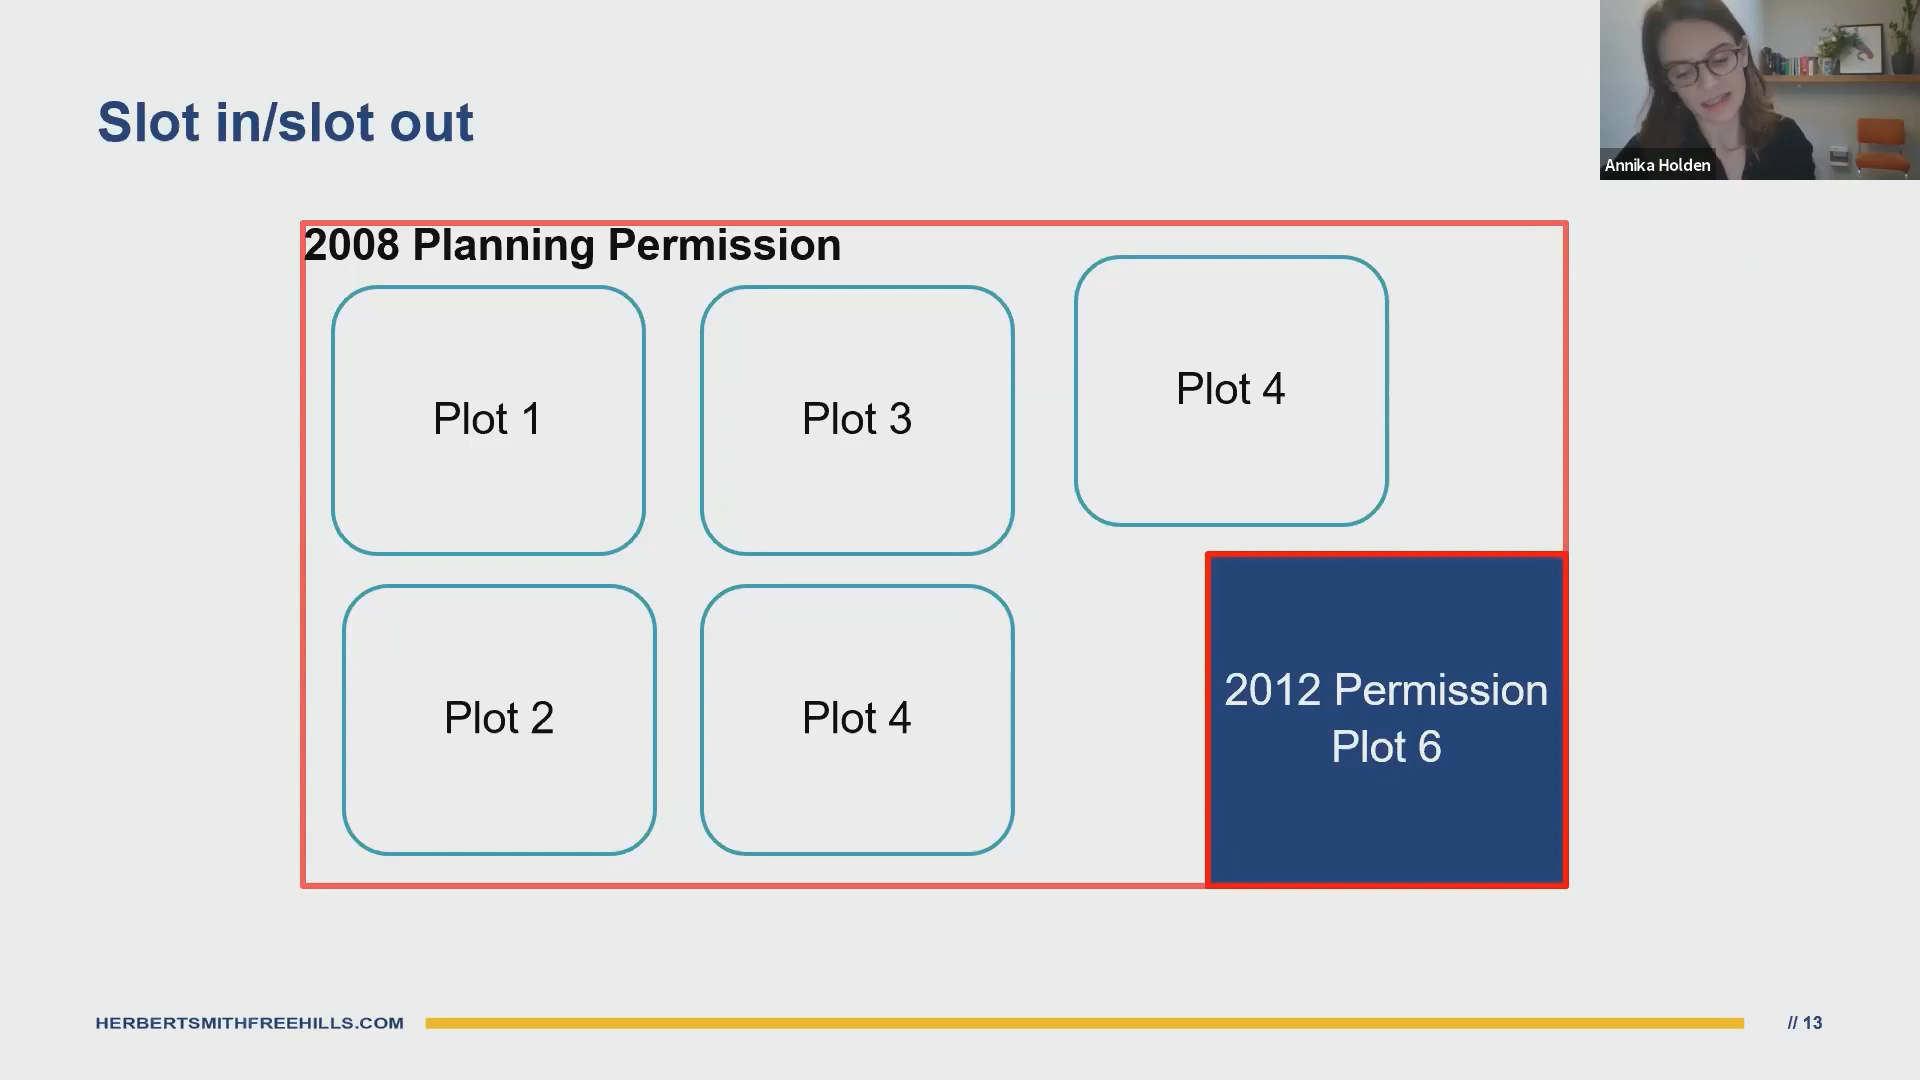 Slot in/slot out
Annika Holden
2008 Planning Permission
Plot 1
Plot 3
Plot 4
Plot 2
Plot 4
2012 Permission
Plot 6
HERBERTSMITHFREEHILLS.COM
// 13